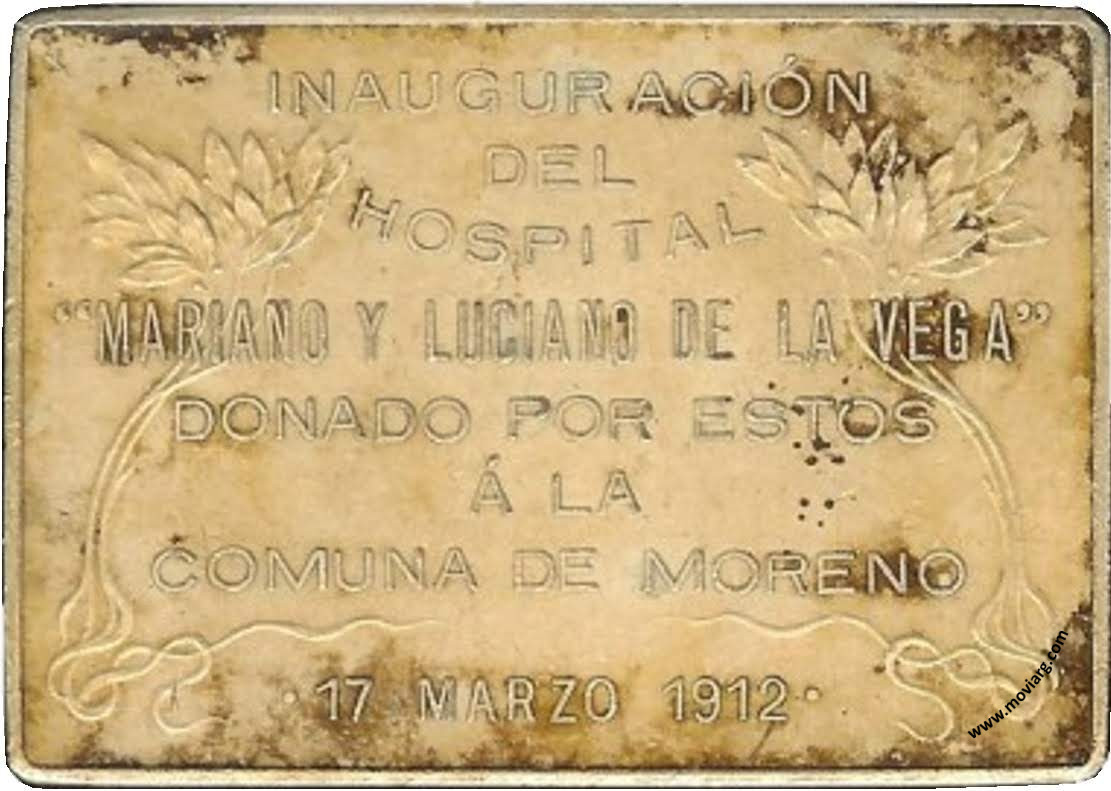 INAUGURACIÓN
DEL
HOSPITAL
“MARIANO Y LUCIANO DE LA VEGA”
DONADO POR ESTOS
Á LA
COMUNA DE MORENO
· 17 MARZO 1912 ·
www.moviarg.com